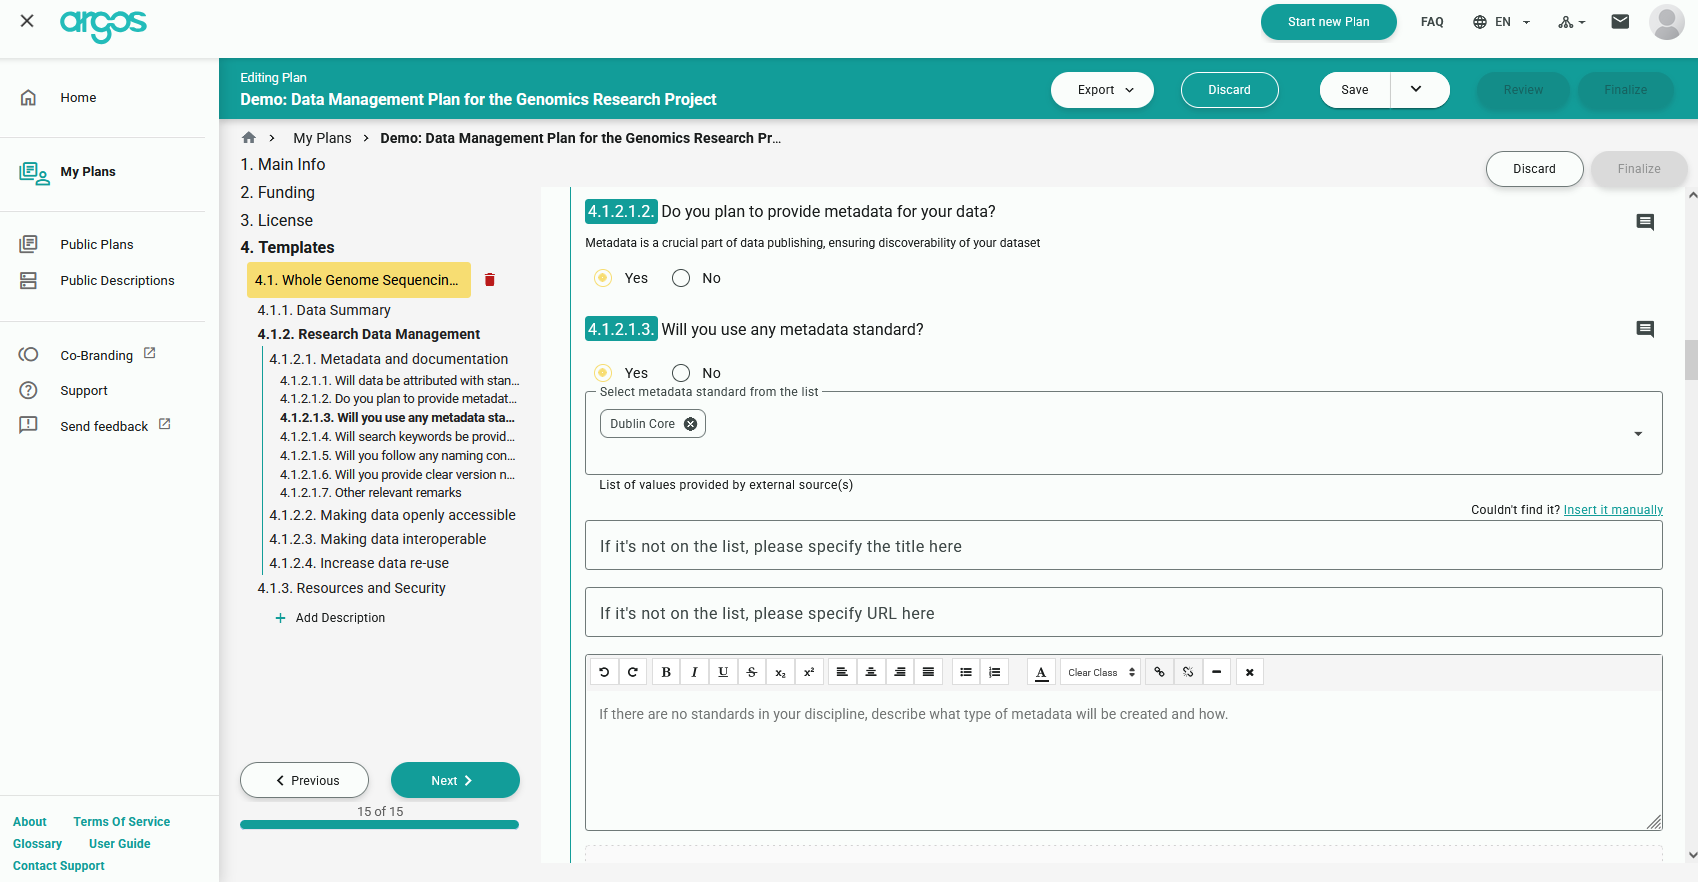 argos
Start new Plan
FAQ
EN
Home
My Plans
Public Plans
Public Descriptions
Co-Branding
Support
Send feedback
About
Terms Of Service
Glossary
User Guide
Contact Support
Editing Plan
Demo: Data Management Plan for the Genomics Research Project
Export
Discard
Save
Review
Finalize
My Plans
Demo: Data Management Plan for the Genomics Research Pr...
Discard
Finalize
1. Main Info
2. Funding
3. License
4. Templates
4.1. Whole Genome Sequencin...
4.1.1. Data Summary
4.1.2. Research Data Management
4.1.2.1. Metadata and documentation
4.1.2.1.1. Will data be attributed with stan...
4.1.2.1.2. Do you plan to provide metadat...
4.1.2.1.3. Will you use any metadata sta...
4.1.2.1.4. Will search keywords be provid...
4.1.2.1.5. Will you follow any naming con...
4.1.2.1.6. Will you provide clear version n...
4.1.2.1.7. Other relevant remarks
4.1.2.2. Making data openly accessible
4.1.2.3. Making data interoperable
4.1.2.4. Increase data re-use
4.1.3. Resources and Security
+ Add Description
Previous
Next
15 of 15
4.1.2.1.2. Do you plan to provide metadata for your data?
Metadata is a crucial part of data publishing, ensuring discoverability of your dataset
Yes
No
4.1.2.1.3. Will you use any metadata standard?
Yes
No
Select metadata standard from the list
Dublin Core
List of values provided by external source(s)
Couldn't find it? Insert it manually
If it's not on the list, please specify the title here
If it's not on the list, please specify URL here
B I U S x₂ x²
A
Clear Class
If there are no standards in your discipline, describe what type of metadata will be created and how.